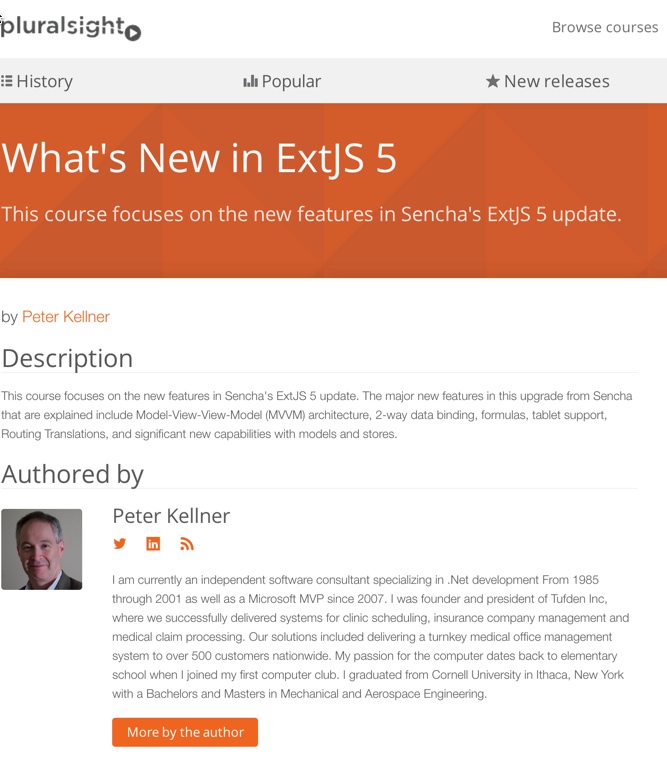 pluralsight
Browse courses
History
Popular
New releases
What's New in ExtJS 5
This course focuses on the new features in Sencha's ExtJS 5 update.
by Peter Kellner
Description
This course focuses on the new features in Sencha's ExtJS 5 update. The major new features in this upgrade from Sencha
that are explained include Model-View-View-Model (MVVM) architecture, 2-way data binding, formulas, tablet support,
Routing Translations, and significant new capabilities with models and stores.
Authored by
Peter Kellner
I am currently an independent software consultant specializing in .Net development From 1985
through 2001 as well as a Microsoft MVP since 2007. I was founder and president of Tufden Inc,
where we successfully delivered systems for clinic scheduling, insurance company management and
medical claim processing. Our solutions included delivering a turnkey medical office management
system to over 500 customers nationwide. My passion for the computer dates back to elementary
school when I joined my first computer club. I graduated from Cornell University in Ithaca, New York
with a Bachelors and Masters in Mechanical and Aerospace Engineering.
More by the author